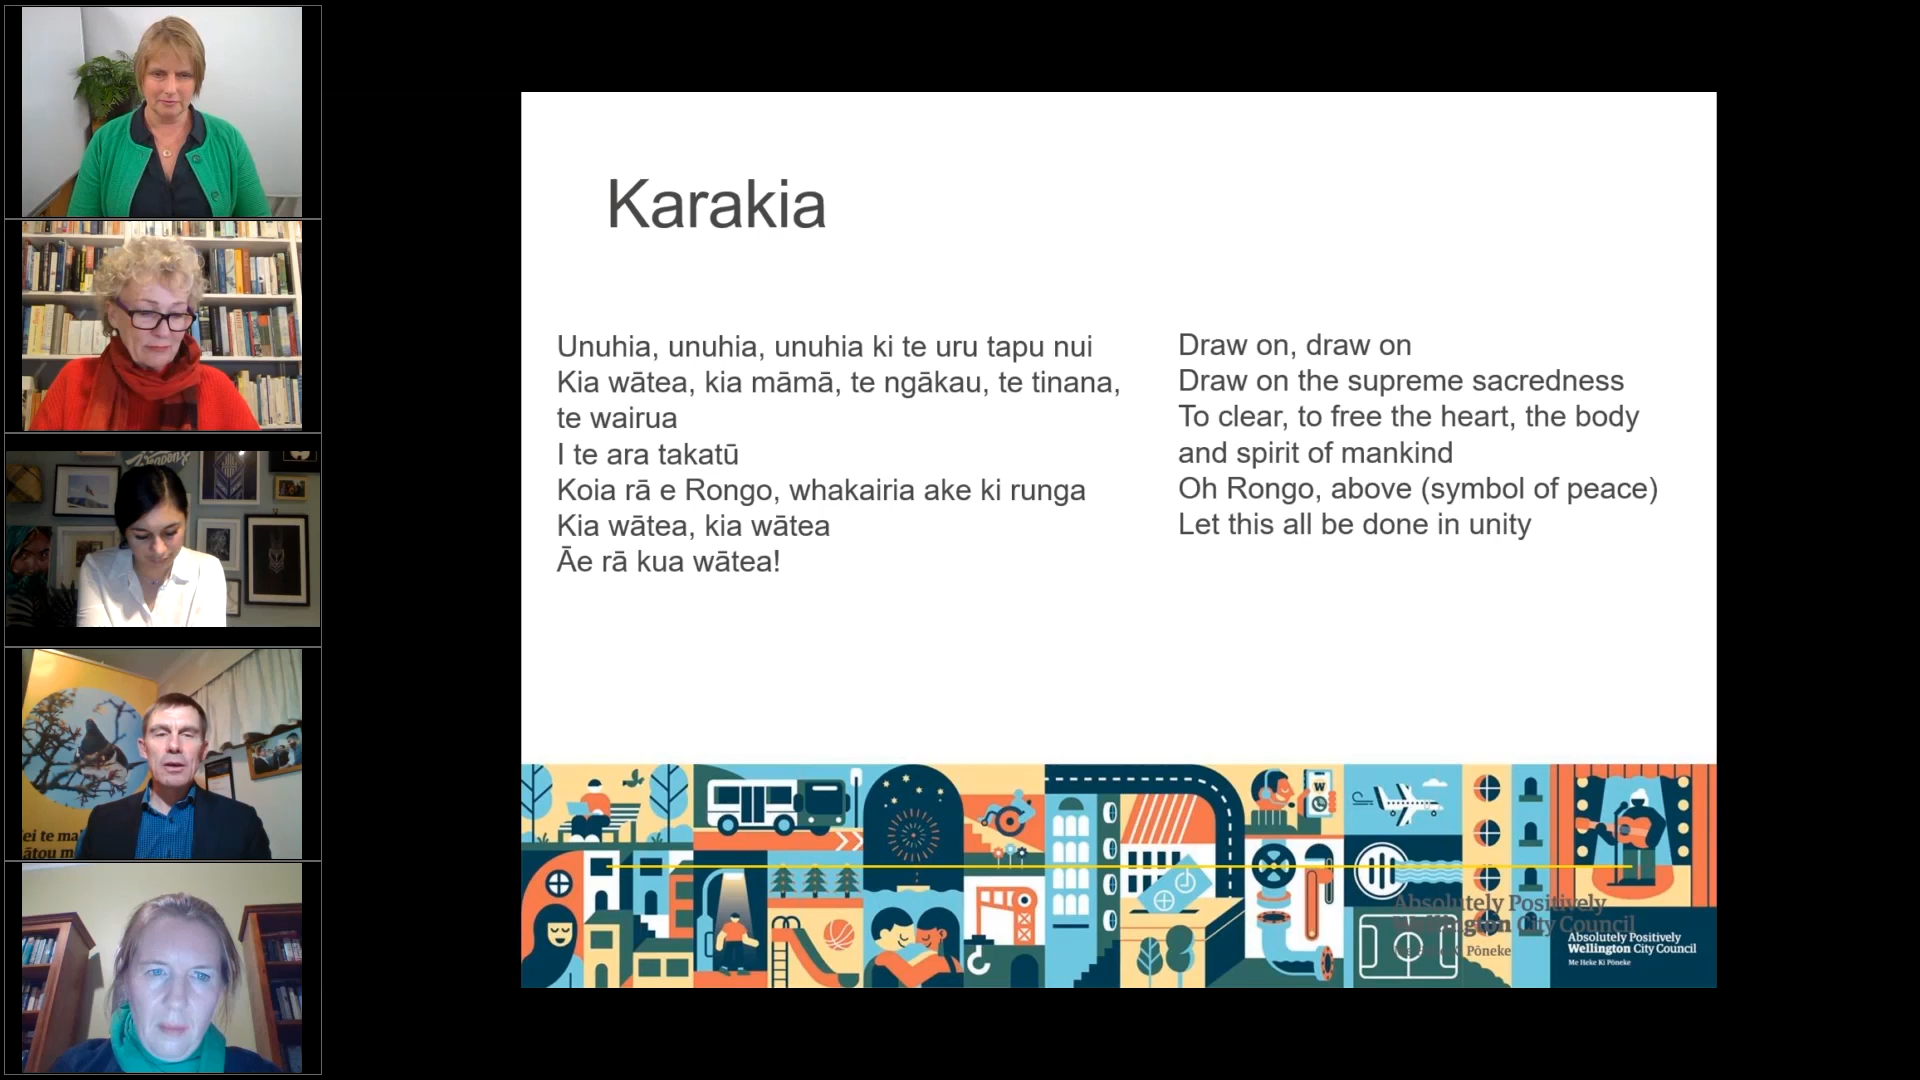 Karakia
Unuhia, unuhia, unuhia ki te uru tapu nui
Kia wātea, kia māmā, te ngākau, te tinana,
te wairua
I te ara takatū
Koia rā e Rongo, whakairia ake ki runga
Kia wātea, kia wātea
Āe rā kua wātea!
Draw on, draw on
Draw on the supreme sacredness
To clear, to free the heart, the body
and spirit of mankind
Oh Rongo, above (symbol of peace)
Let this all be done in unity
W
Absolutely Positively
Wellington City Council
Me Heke Ki Pōneke
Absolutely Positively
Wellington City Council
Me Heke Ki Pōneke